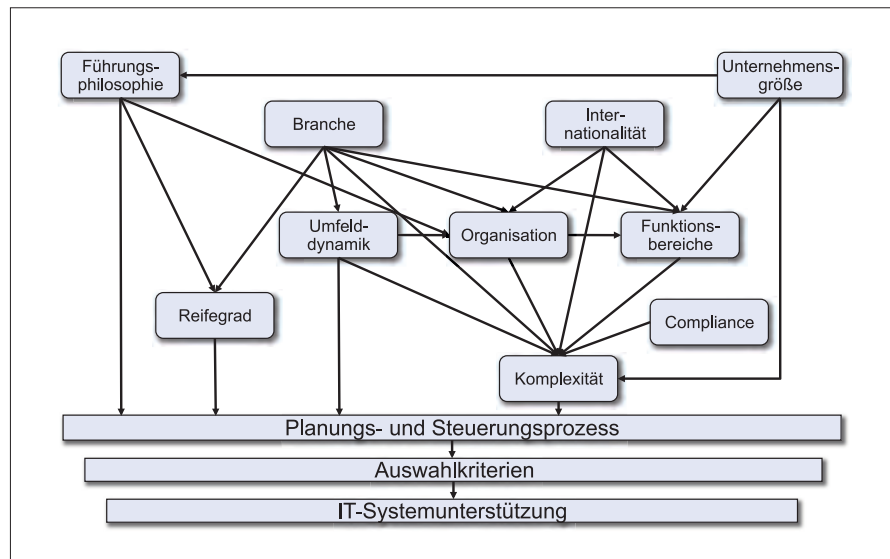 Führungs-
philosophie
Unternehmens-
größe
Branche
Inter-
nationalität
Umfeld-
dynamik
Organisation
Funktions-
bereiche
Reifegrad
Compliance
Komplexität
Planungs- und Steuerungsprozess
Auswahlkriterien
IT-Systemunterstützung